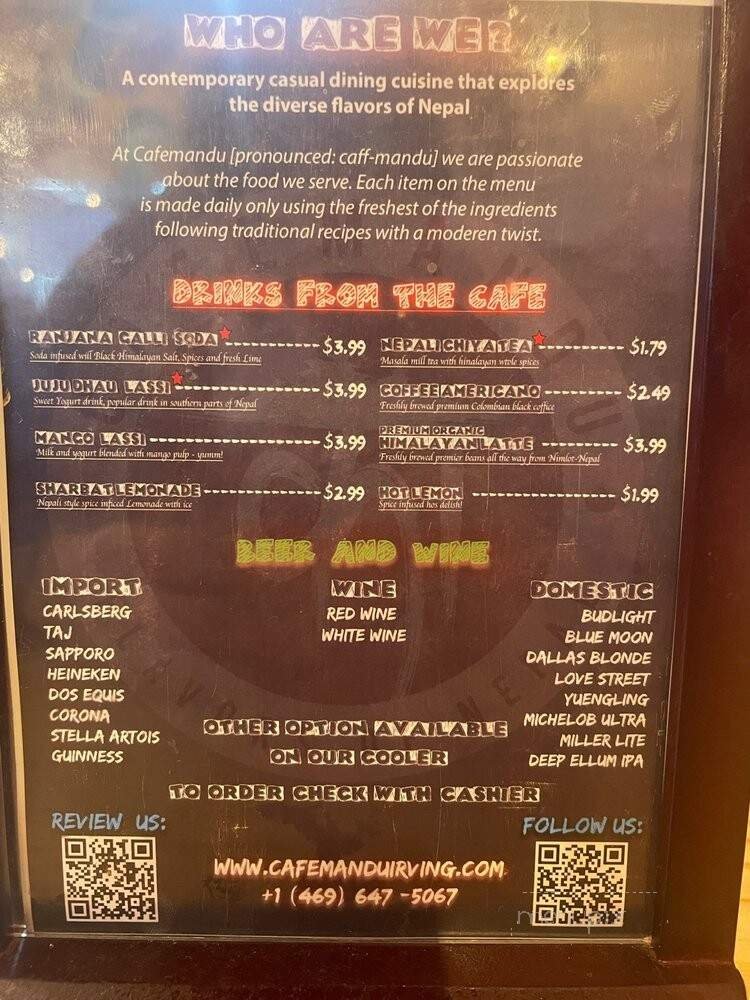 WHO ARE WE?
A contemporary casual dining cuisine that explores
the diverse flavors of Nepal
At Cafemandu [pronounced: caff-mandu] we are passionate
about the food we serve. Each item on the menu
is made daily only using the freshest of the ingredients
following traditional recipes with a moderen twist.
DRINKS FROM THE CAFE
RANJANA GALLI SODA $3.99
Soda infused will Black Himalayan Salt, Spices and fresh Lime
JUJU DHAU LASSI $3.99
Sweet Yogurt drink, popular drink in southern parts of Nepal
MANGO LASSI $3.99
Milk and yogurt blended with mango pulp - yumm!
SHARBAT LEMONADE $2.99
Nepali style spice inficed Lemonade with ice
NEPALI CHIYA TEA $1.79
Masala mill tea with hinalayan wtole spices
COFFEE AMERICANO $2.49
Freshly brewed premium Colombian black coffice
PREMIUM ORGANIC
HIMALAYAN LATTE $3.99
Freshly brewed premier beans all the way from Nimlot-Nepal
HOT LEMON $1.99
Spice infused hos delish!
BEER AND WINE
IMPORT
CARLSBERG
TAJ
SAPPORO
HEINEKEN
DOS EQUIS
CORONA
STELLA ARTOIS
GUINNESS
WINE
RED WINE
WHITE WINE
DOMESTIC
BUDLIGHT
BLUE MOON
DALLAS BLONDE
LOVE STREET
YUENGLING
MICHELOB ULTRA
MILLER LITE
DEEP ELLUM IPA
OTHER OPTION AVAILABLE
ON OUR COOLER
TO ORDER CHECK WITH CASHIER
REVIEW US:
FOLLOW US:
WWW.CAFEMANDUIRVING.COM
+1 (469) 647 -5067